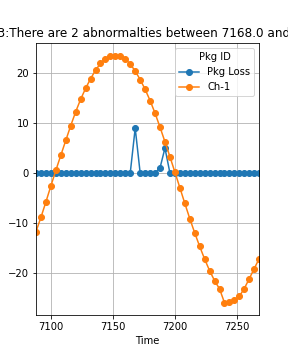 3:There are 2 abnormalties between 7168.0 and
Pkg ID
Pkg Loss
Ch-1
20
10
0
−10
−20
7100 7150 7200 7250
Time